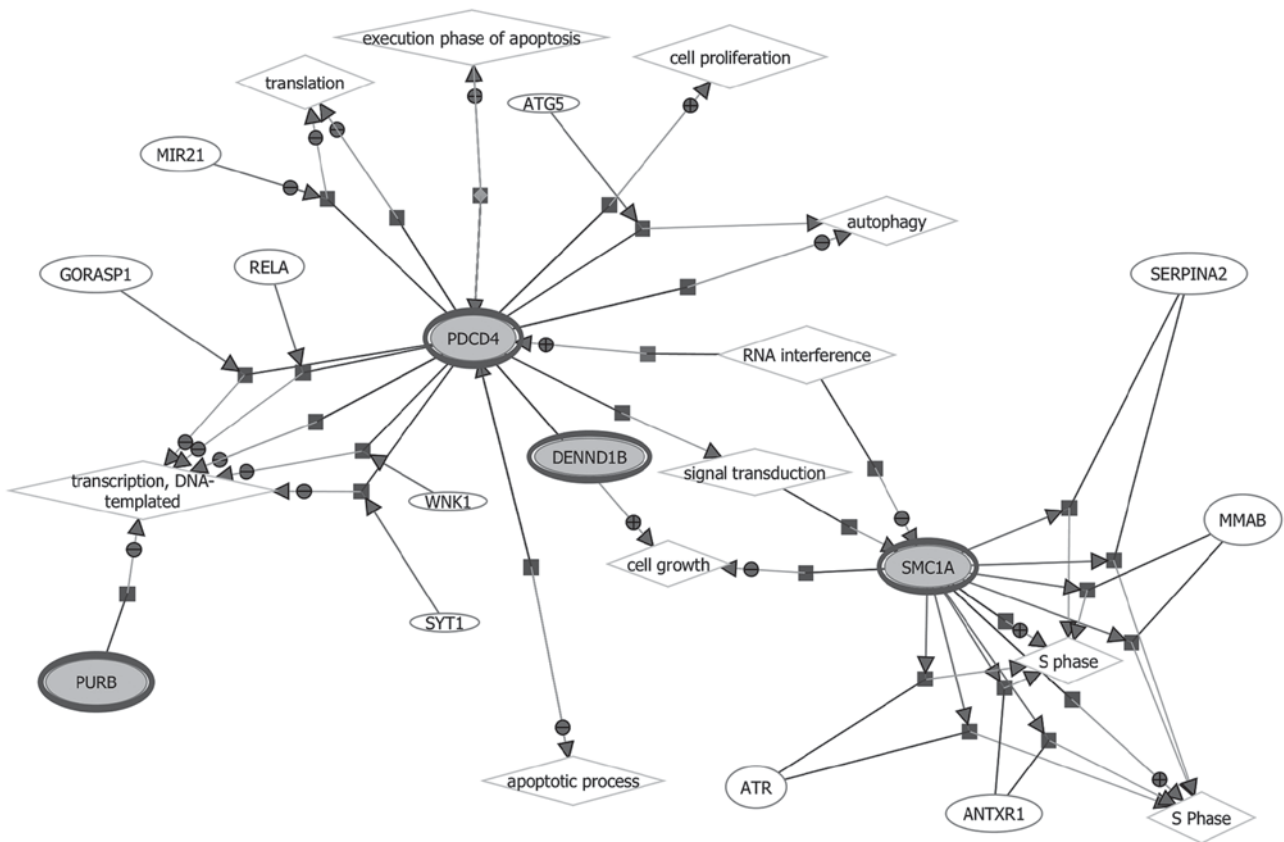 execution phase of apoptosis
cell proliferation
translation
ATG5
MIR21
autophagy
GORASP1
RELA
SERPINA2
PDCD4
RNA interference
DENND1B
signal transduction
transcription, DNA-
templated
WNK1
MMAB
cell growth
SMC1A
SYT1
S phase
PURB
apoptotic process
ATR
ANTXR1
S Phase